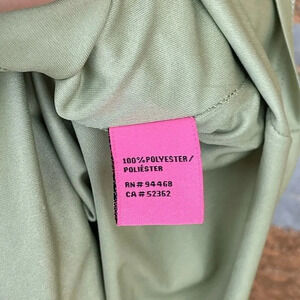 100% POLYESTER/
POLIÉSTER
RN# 94468
CA# 52362